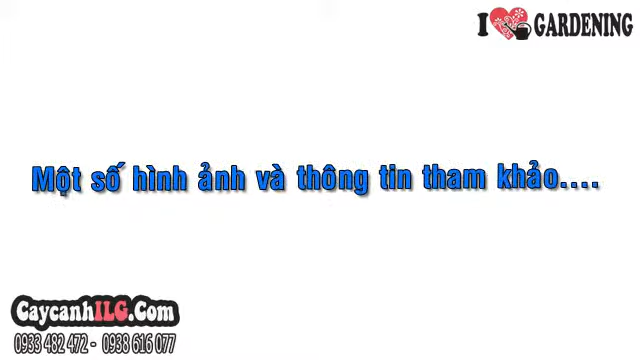 I GARDENING
Một số hình ảnh và thông tin tham khảo....
CaycanhILG.Com
0933 482 472 - 0938 616 077